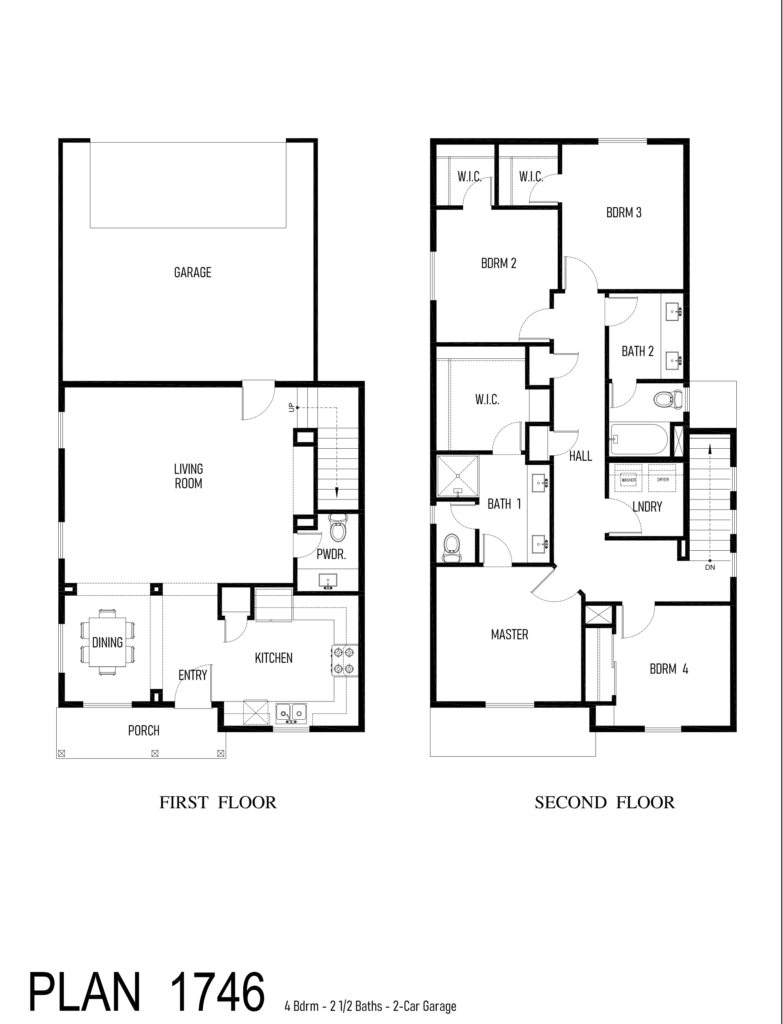 GARAGE
UP
LIVING
ROOM
PWDR.
DINING
KITCHEN
ENTRY
PORCH
FIRST FLOOR
W.I.C.
W.I.C.
BDRM 3
BDRM 2
BATH 2
W.I.C.
HALL
WASHER
DRYER
LNDRY
BATH 1
DN
MASTER
BDRM 4
SECOND FLOOR
PLAN 1746
4 Bdrm - 2 1/2 Baths - 2-Car Garage